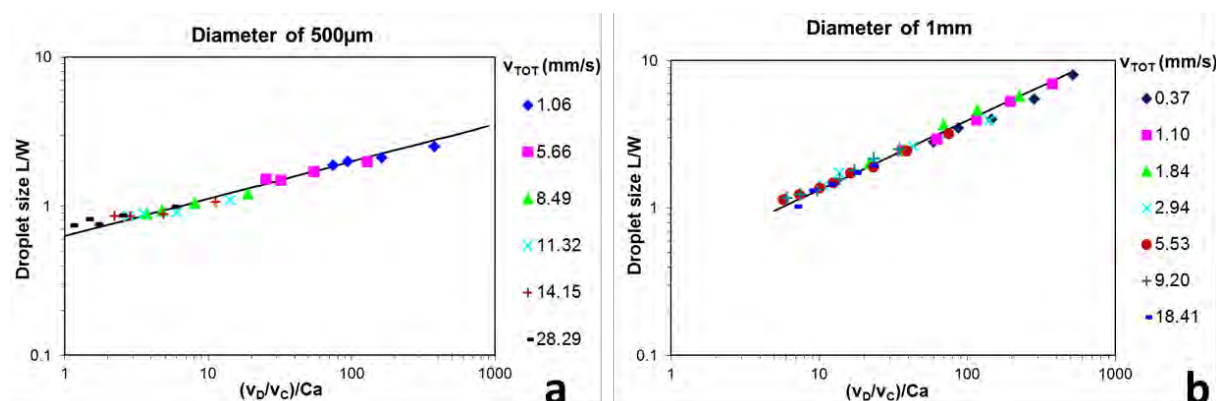 Diameter of 500µm
10
1
0.1
1
10
100
1000
Droplet size L/W
(vD/vC)/Ca
vTOT (mm/s)
1.06
5.66
8.49
11.32
14.15
28.29
a
Diameter of 1mm
10
1
0.1
1
10
100
1000
Droplet size L/W
(vD/vC)/Ca
vTOT (mm/s)
0.37
1.10
1.84
2.94
5.53
9.20
18.41
b